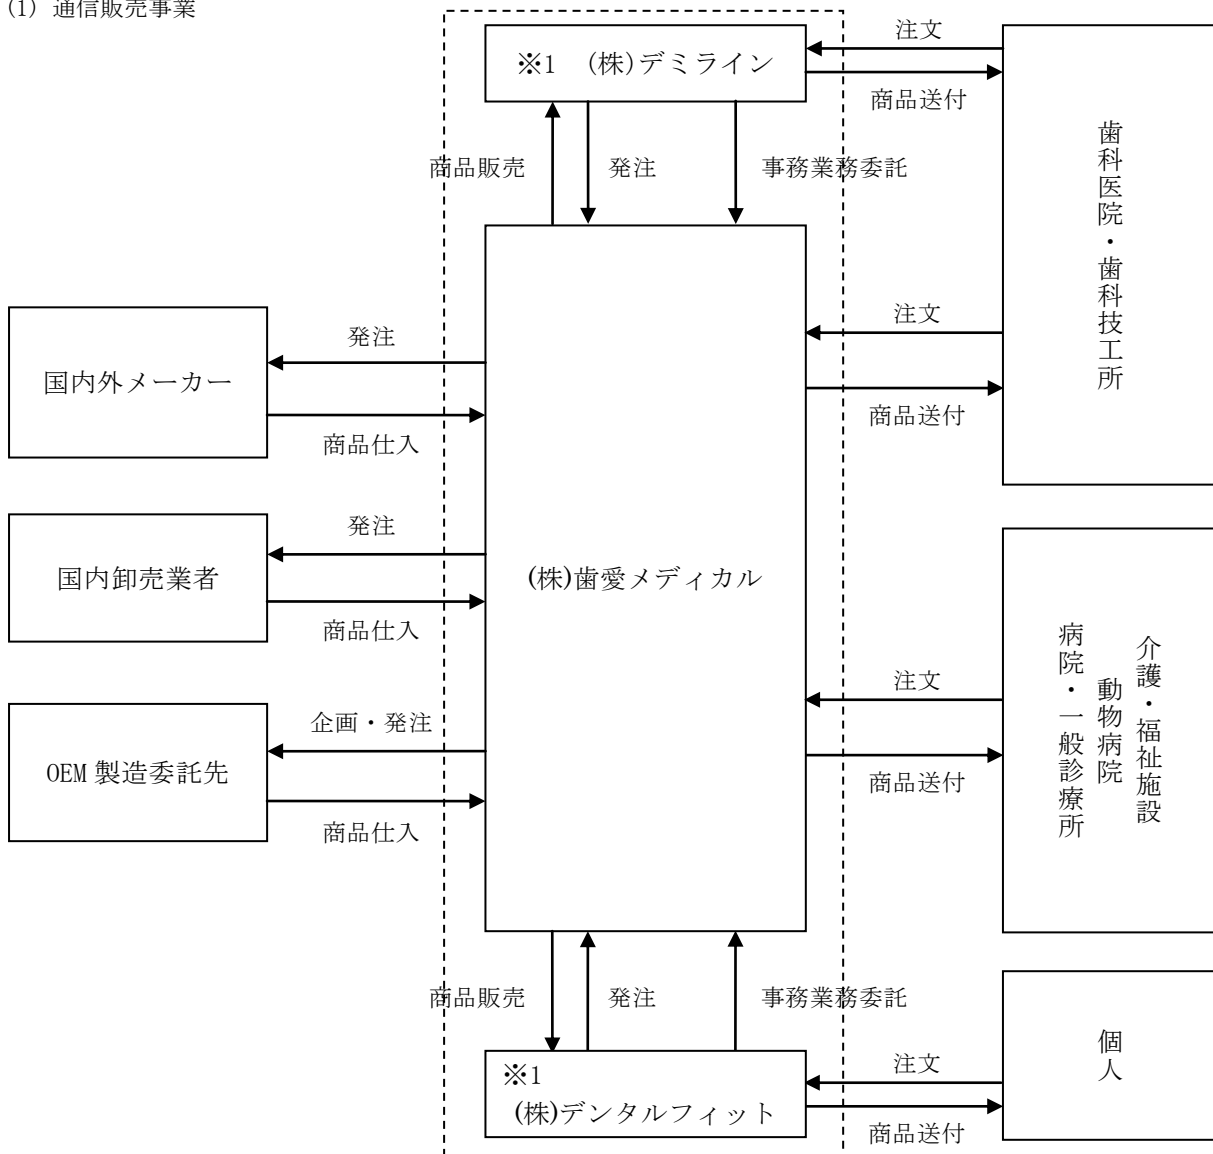 (1) 通信販売事業
※1 (株)デミライン
注文
商品送付
商品販売
発注
事務業務委託
歯科医院・歯科技工所
国内外メーカー
発注
商品仕入
注文
商品送付
国内卸売業者
発注
商品仕入
(株)歯愛メディカル
OEM 製造委託先
企画・発注
商品仕入
注文
商品送付
介護・福祉施設
動物病院
病院・一般診療所
商品販売
発注
事務業務委託
※1
(株)デンタルフィット
注文
商品送付
個人